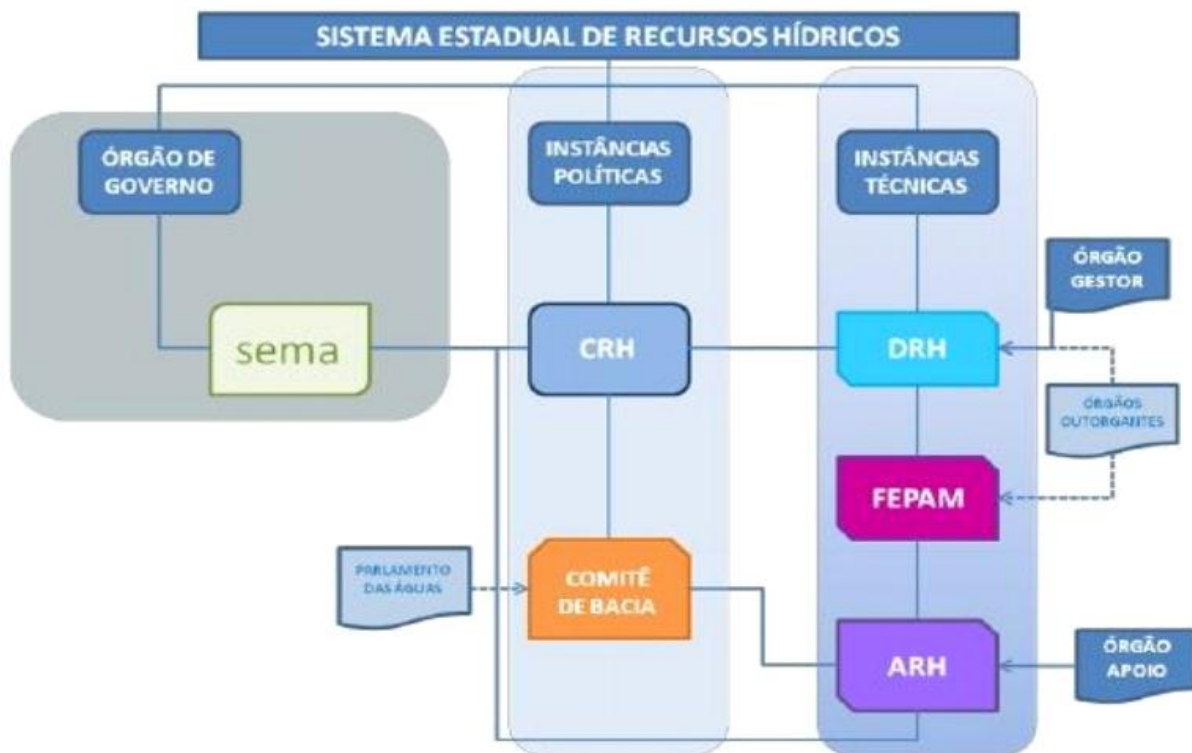 SISTEMA ESTADUAL DE RECURSOS HÍDRICOS
ÓRGÃO DE
GOVERNO
INSTÂNCIAS
POLÍTICAS
INSTÂNCIAS
TÉCNICAS
ÓRGÃO
GESTOR
sema
CRH
DRH
ÓRGÃOS
OUTORGANTES
FEPAM
PARLAMENTO
DAS ÁGUAS
COMITÊ
DE BACIA
ARH
ÓRGÃO
APOIO